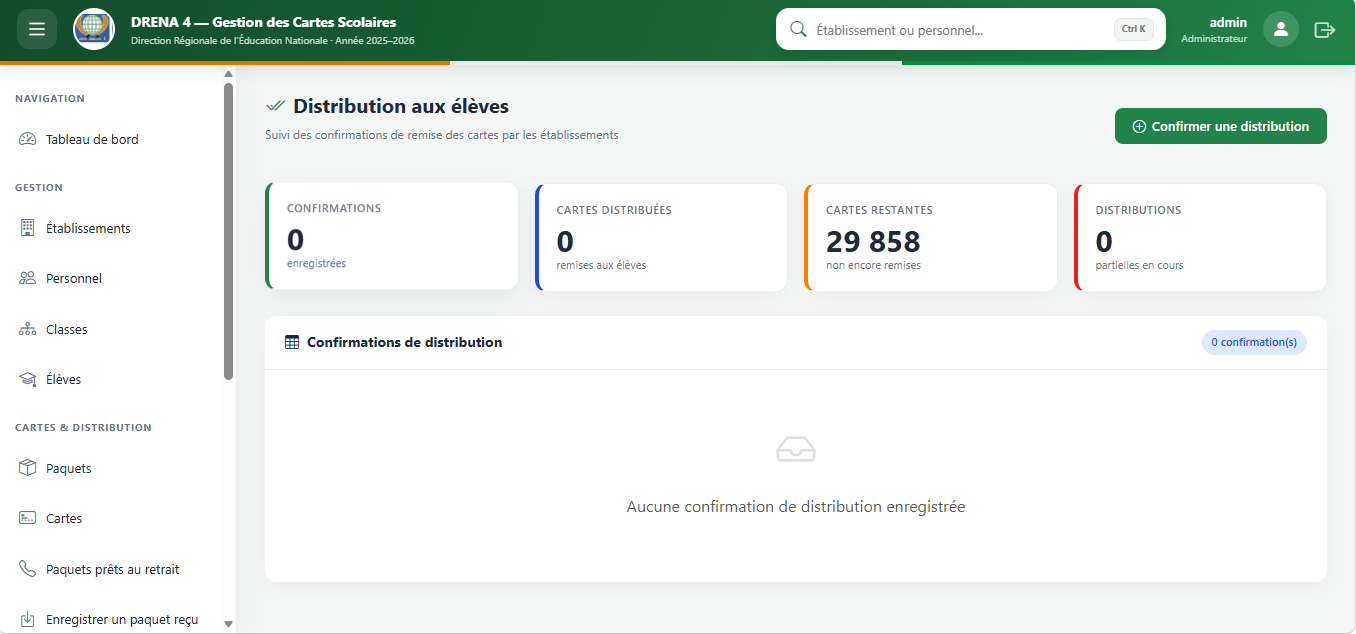 DRENA 4 — Gestion des Cartes Scolaires
Direction Régionale de l'Éducation Nationale · Année 2025–2026
Établissement ou personnel...
Ctrl K
admin
Administrateur
NAVIGATION
Tableau de bord
GESTION
Établissements
Personnel
Classes
Élèves
CARTES & DISTRIBUTION
Paquets
Cartes
Paquets prêts au retrait
Enregistrer un paquet reçu
Distribution aux élèves
Suivi des confirmations de remise des cartes par les établissements
Confirmer une distribution
CONFIRMATIONS
0
enregistrées
CARTES DISTRIBUÉES
0
remises aux élèves
CARTES RESTANTES
29 858
non encore remises
DISTRIBUTIONS
0
partielles en cours
Confirmations de distribution
0 confirmation(s)
Aucune confirmation de distribution enregistrée